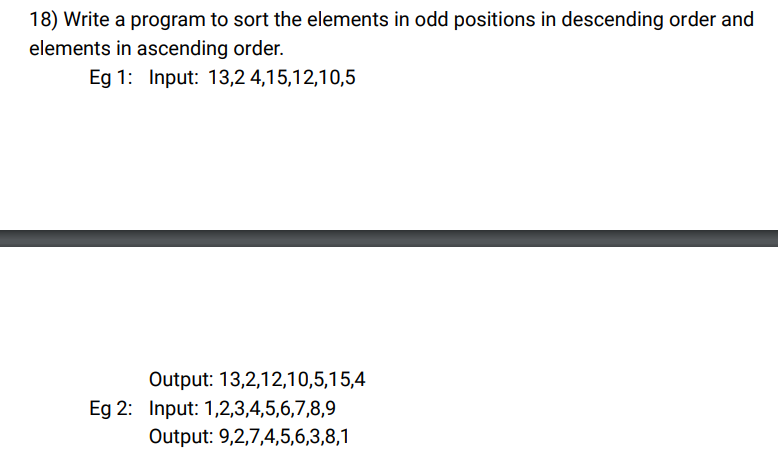 18) Write a program to sort the elements in odd positions in descending order and
elements in ascending order.
Eg 1: Input: 13,2 4,15,12,10,5
Output: 13,2,12,10,5,15,4
Eg 2: Input: 1,2,3,4,5,6,7,8,9
Output: 9,2,7,4,5,6,3,8,1